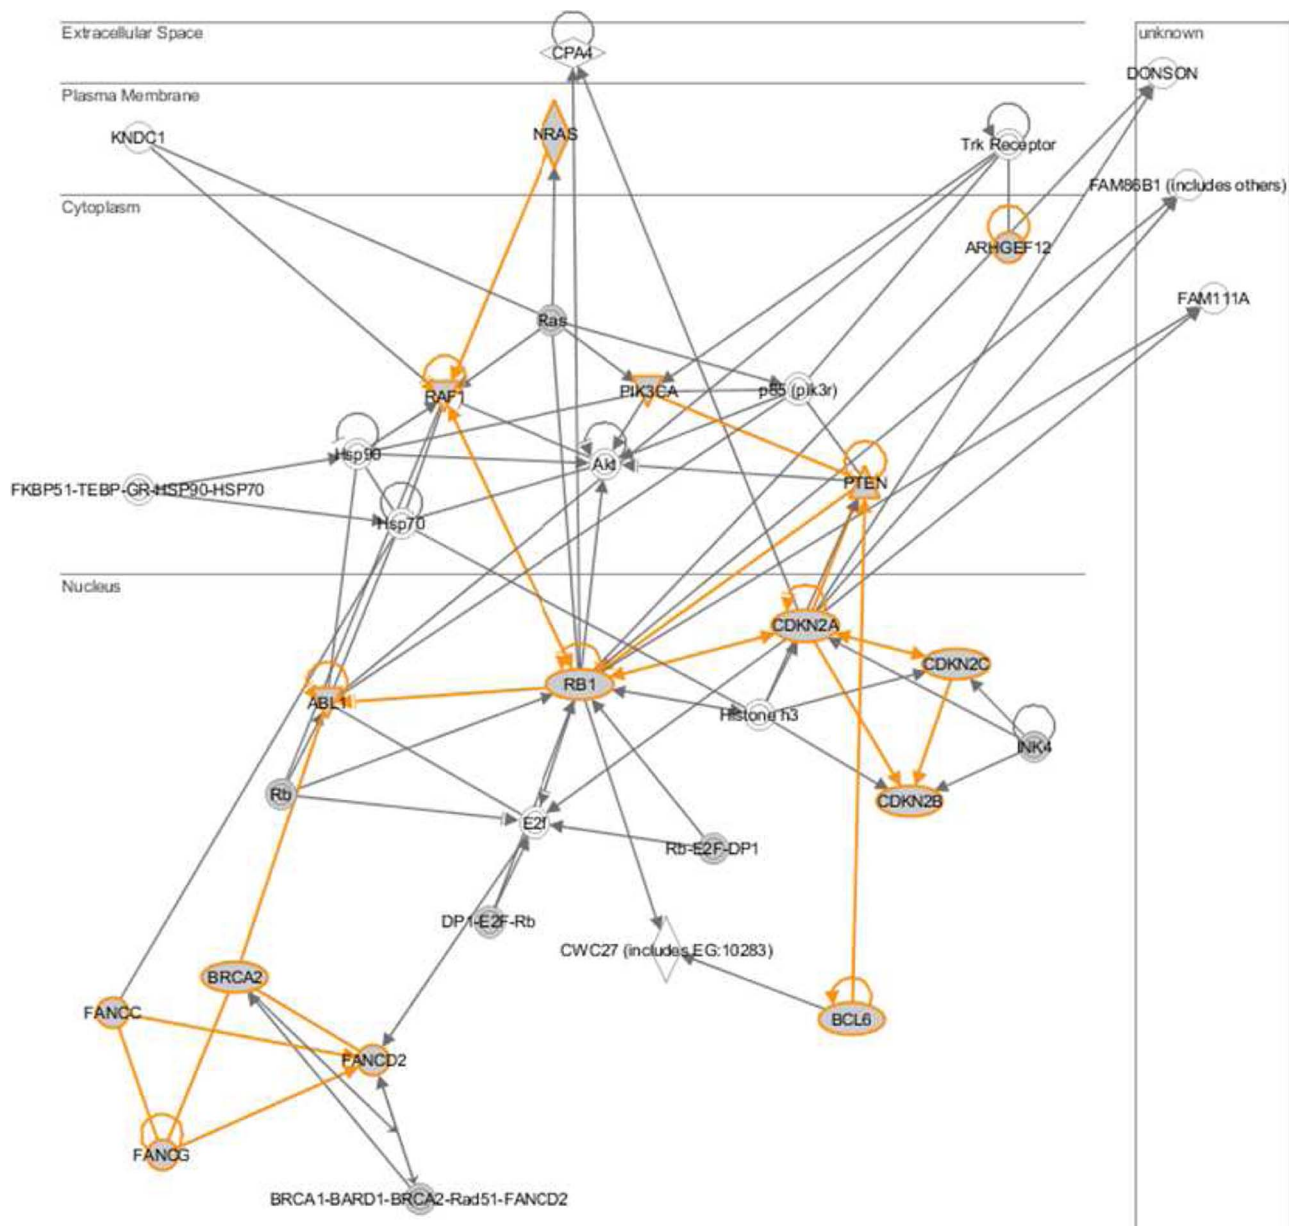 Extracellular Space
unknown
CPA4
DONSON
Plasma Membrane
NRAS
KNDC1
Trk Receptor
FAM86B1 (includes others)
Cytoplasm
ARHGEF12
FAM111A
Ras
RAF1
PIK3CA
p85 (pik3r)
Hsp90
Akt
PTEN
FKBP51-TEBP-GR-HSP90-HSP70
Hsp70
Nucleus
CDKN2A
CDKN2C
RB1
ABL1
Histone h3
INK4
Rb
CDKN2B
E2f
Rb-E2F-DP1
DP1-E2F-Rb
CWC27 (includes EG:10283)
BRCA2
FANCC
BCL6
FANCD2
FANCG
BRCA1-BARD1-BRCA2-Rad51-FANCD2